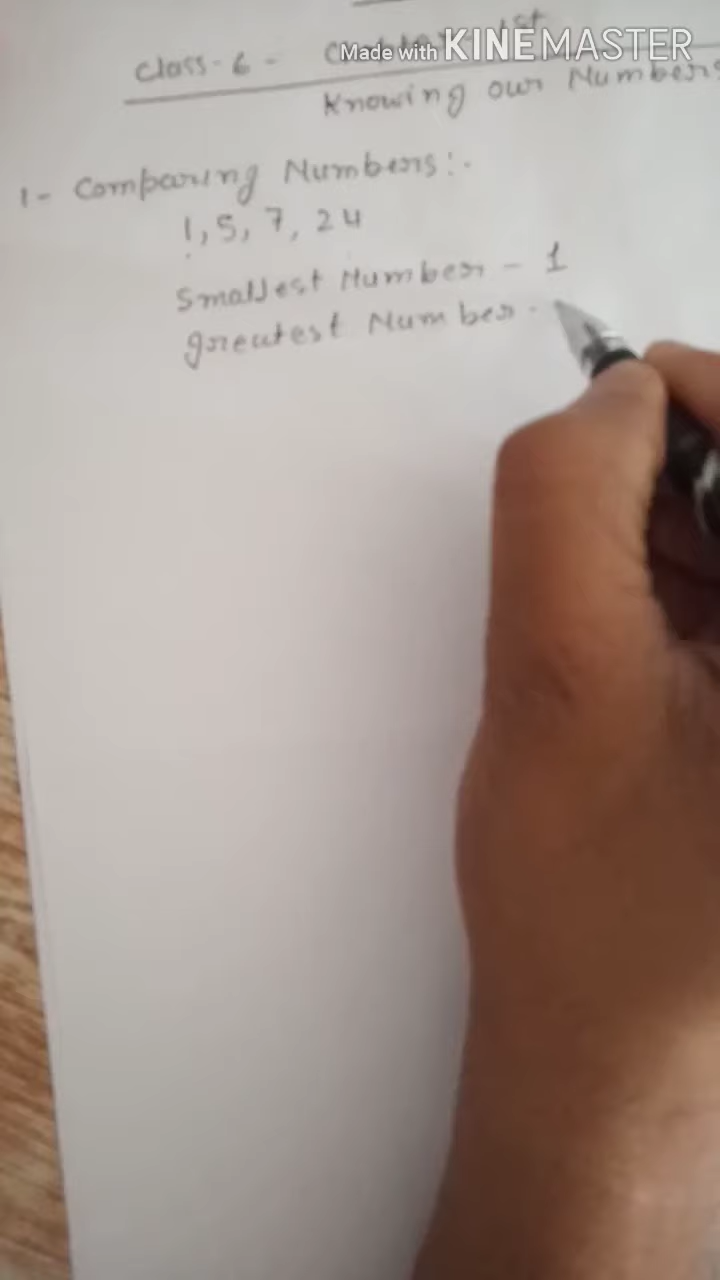 Made with KINEMASTER
Class-6-
Knowing our Numbers
1- Comparing Numbers:-
1, 5, 7, 24
Smallest Number - 1
greatest Number -